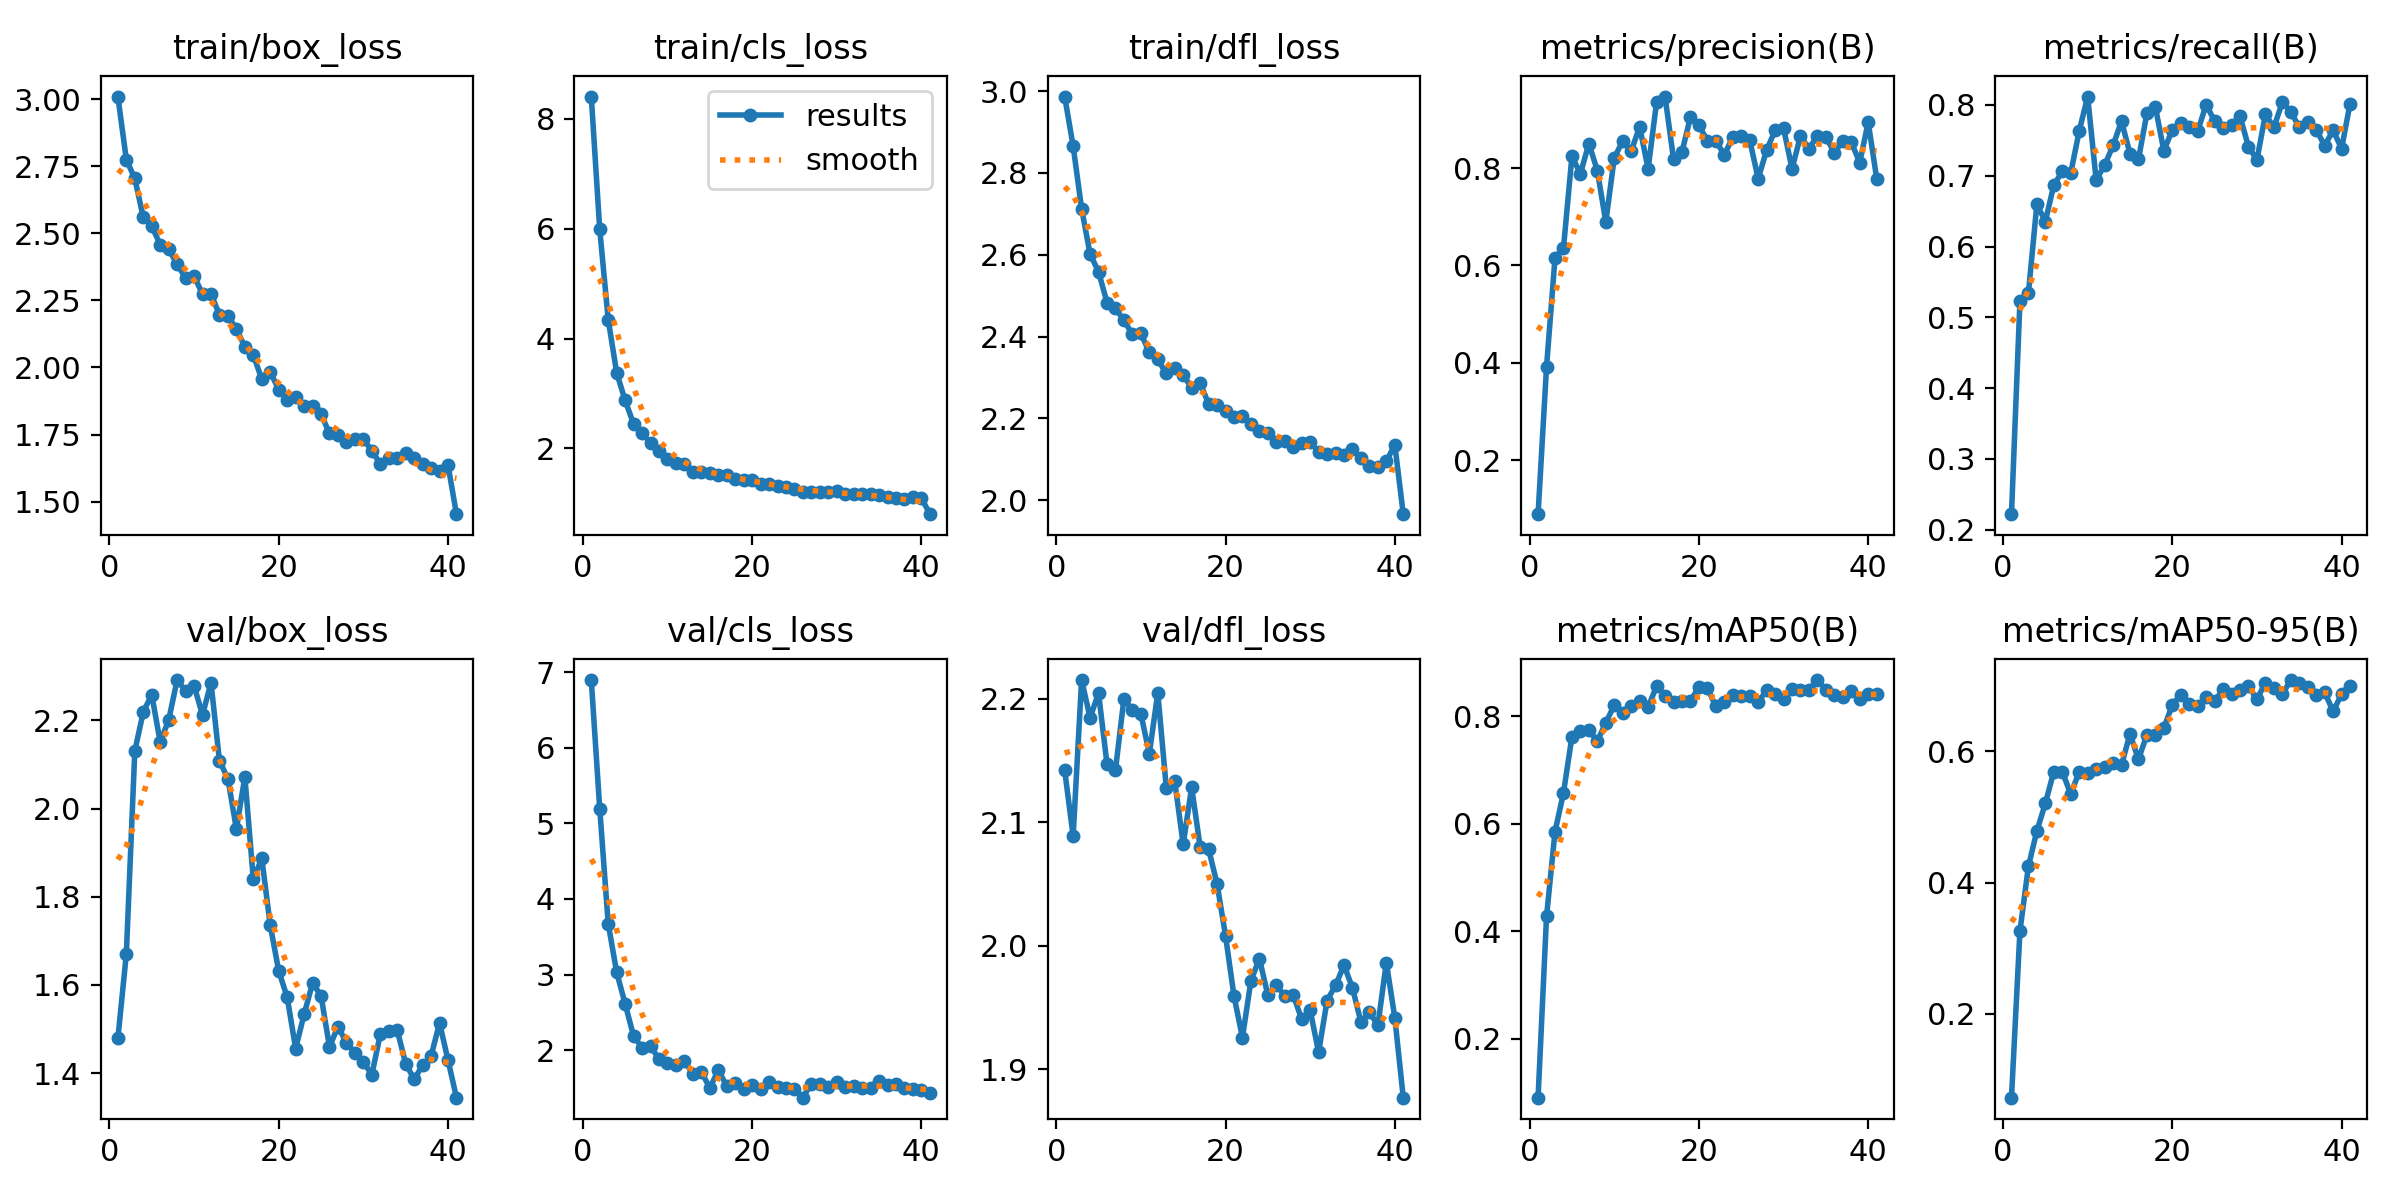 train/box_loss
train/cls_loss
train/dfl_loss
metrics/precision(B)
metrics/recall(B)
3.00
2.75
2.50
2.25
2.00
1.75
1.50
0 20 40
8
6
4
2
results
smooth
0 20 40
3.0
2.8
2.6
2.4
2.2
2.0
0 20 40
0.8
0.6
0.4
0.2
0 20 40
0.8
0.7
0.6
0.5
0.4
0.3
0.2
0 20 40
val/box_loss
val/cls_loss
val/dfl_loss
metrics/mAP50(B)
metrics/mAP50-95(B)
2.2
2.0
1.8
1.6
1.4
0 20 40
7
6
5
4
3
2
0 20 40
2.2
2.1
2.0
1.9
0 20 40
0.8
0.6
0.4
0.2
0 20 40
0.6
0.4
0.2
0 20 40